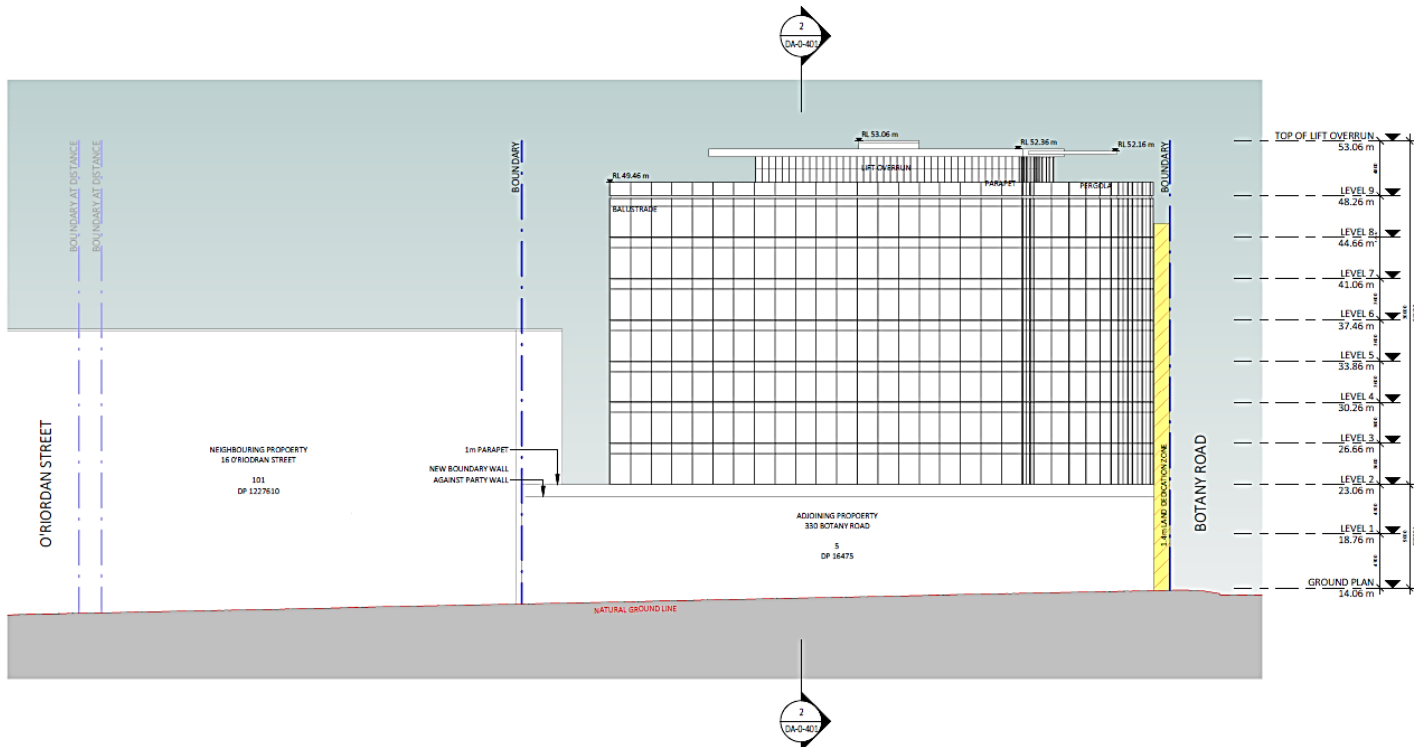 2
DA-0-401
BOUNDARY AT DISTANCE
BOUNDARY AT DISTANCE
BOUNDARY
RL 53.06 m
RL 52.36 m
RL 52.16 m
BOUNDARY
LIFT OVERRUN
RL 49.46 m
PARAPET
PERGOLA
BALUSTRADE
TOP OF LIFT OVERRUN
53.06 m
LEVEL 9
48.26 m
LEVEL 8
44.66 m
LEVEL 7
41.06 m
LEVEL 6
37.46 m
LEVEL 5
33.86 m
LEVEL 4
30.26 m
LEVEL 3
26.66 m
LEVEL 2
23.06 m
LEVEL 1
18.76 m
GROUND PLAN
14.06 m
O'RIORDAN STREET
NEIGHBOURING PROPOERTY
16 O'RIODRAN STREET
101
DP 1227610
1m PARAPET
NEW BOUNDARY WALL
AGAINST PARTY WALL
ADJOINING PROPOERTY
330 BOTANY ROAD
5
DP 16475
1.4m LAND DEDICATION ZONE
BOTANY ROAD
NATURAL GROUND LINE
2
DA-0-401